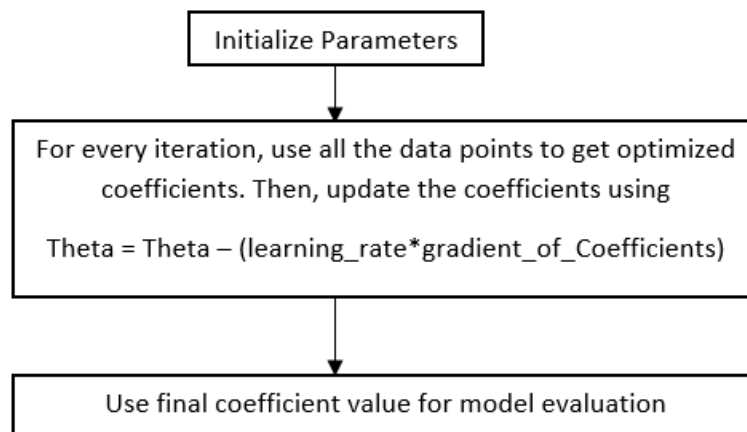 Initialize Parameters
For every iteration, use all the data points to get optimized
coefficients. Then, update the coefficients using
Theta = Theta – (learning_rate*gradient_of_Coefficients)
Use final coefficient value for model evaluation